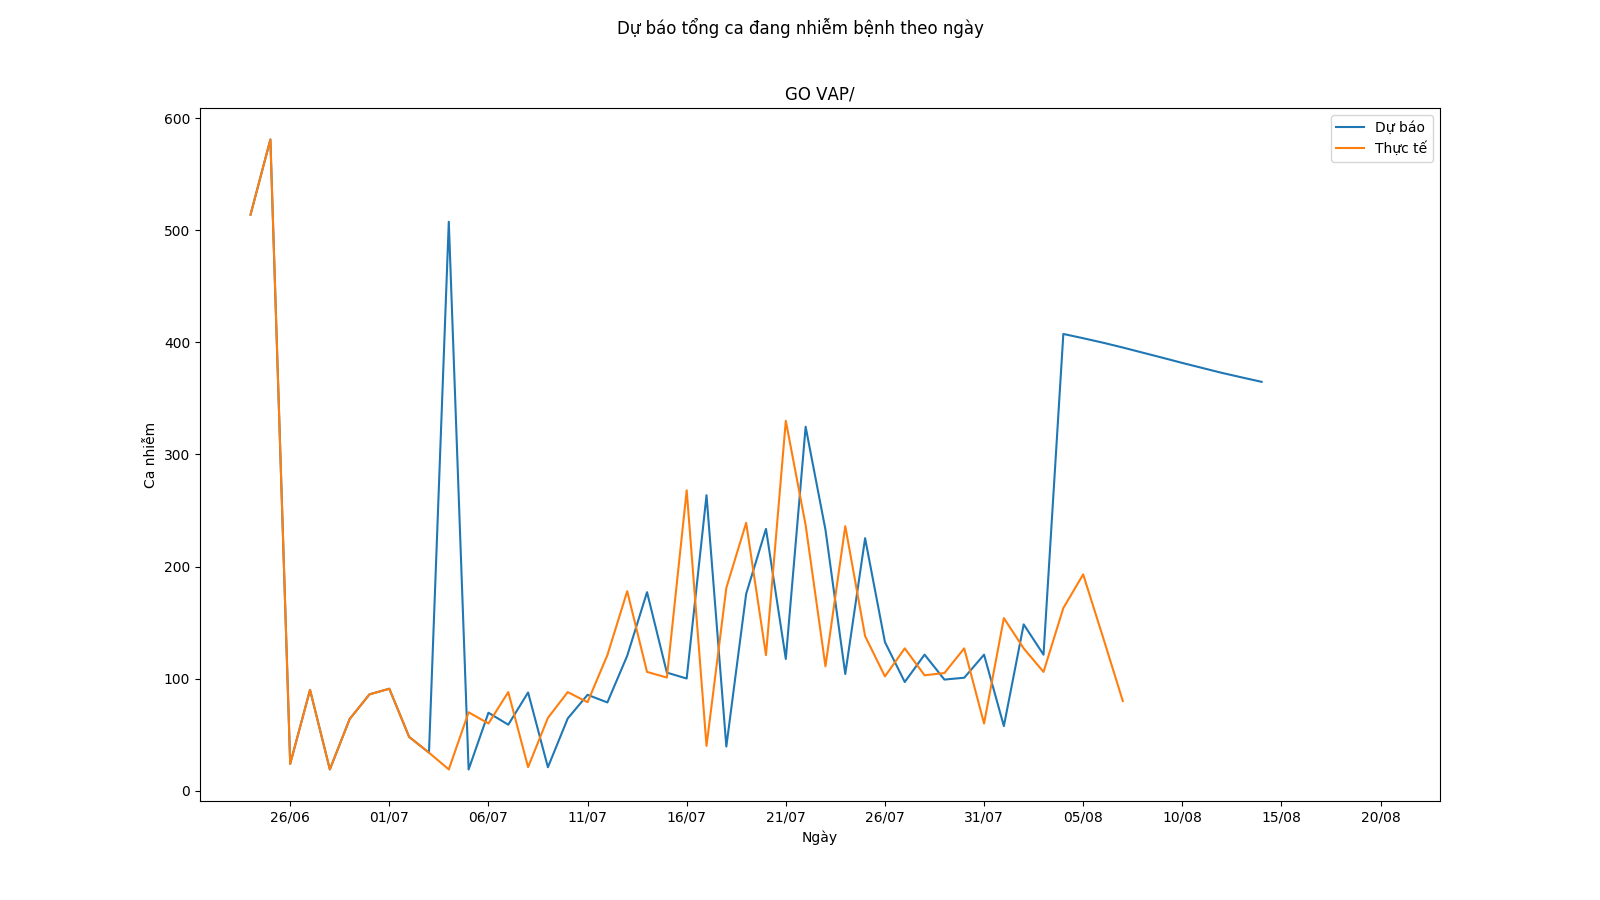 Dự báo tổng ca đang nhiễm bệnh theo ngày
GO VAP/
Dự báo
Thực tế
600
500
400
300
200
100
0
Ca nhiễm
26/06 01/07 06/07 11/07 16/07 21/07 26/07 31/07 05/08 10/08 15/08 20/08
Ngày